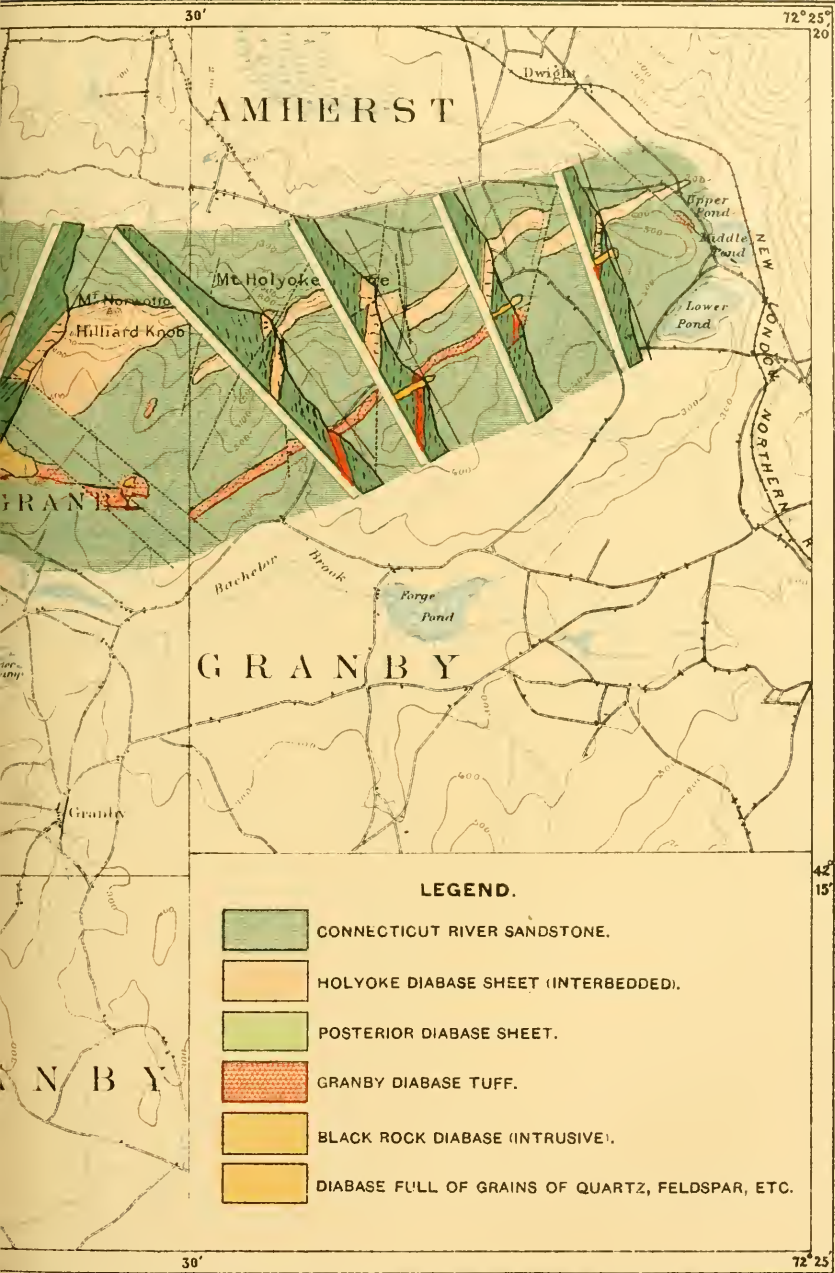 30'
72°25'
20'
Dwight
AMHERST
Upper
Pond
Middle
Pond
Mt. Holyoke
Mt Norwotto
Hilliard Knob
Lower
Pond
NEW LONDON NORTHERN R
GRANBY
Bachelor Brook
Forge
Pond
GRANBY
Granby
42°
15'
LEGEND.
CONNECTICUT RIVER SANDSTONE.
HOLYOKE DIABASE SHEET (INTERBEDDED).
POSTERIOR DIABASE SHEET.
GRANBY DIABASE TUFF.
NBY
BLACK ROCK DIABASE (INTRUSIVE).
DIABASE FULL OF GRAINS OF QUARTZ, FELDSPAR, ETC.
30'
72°25'